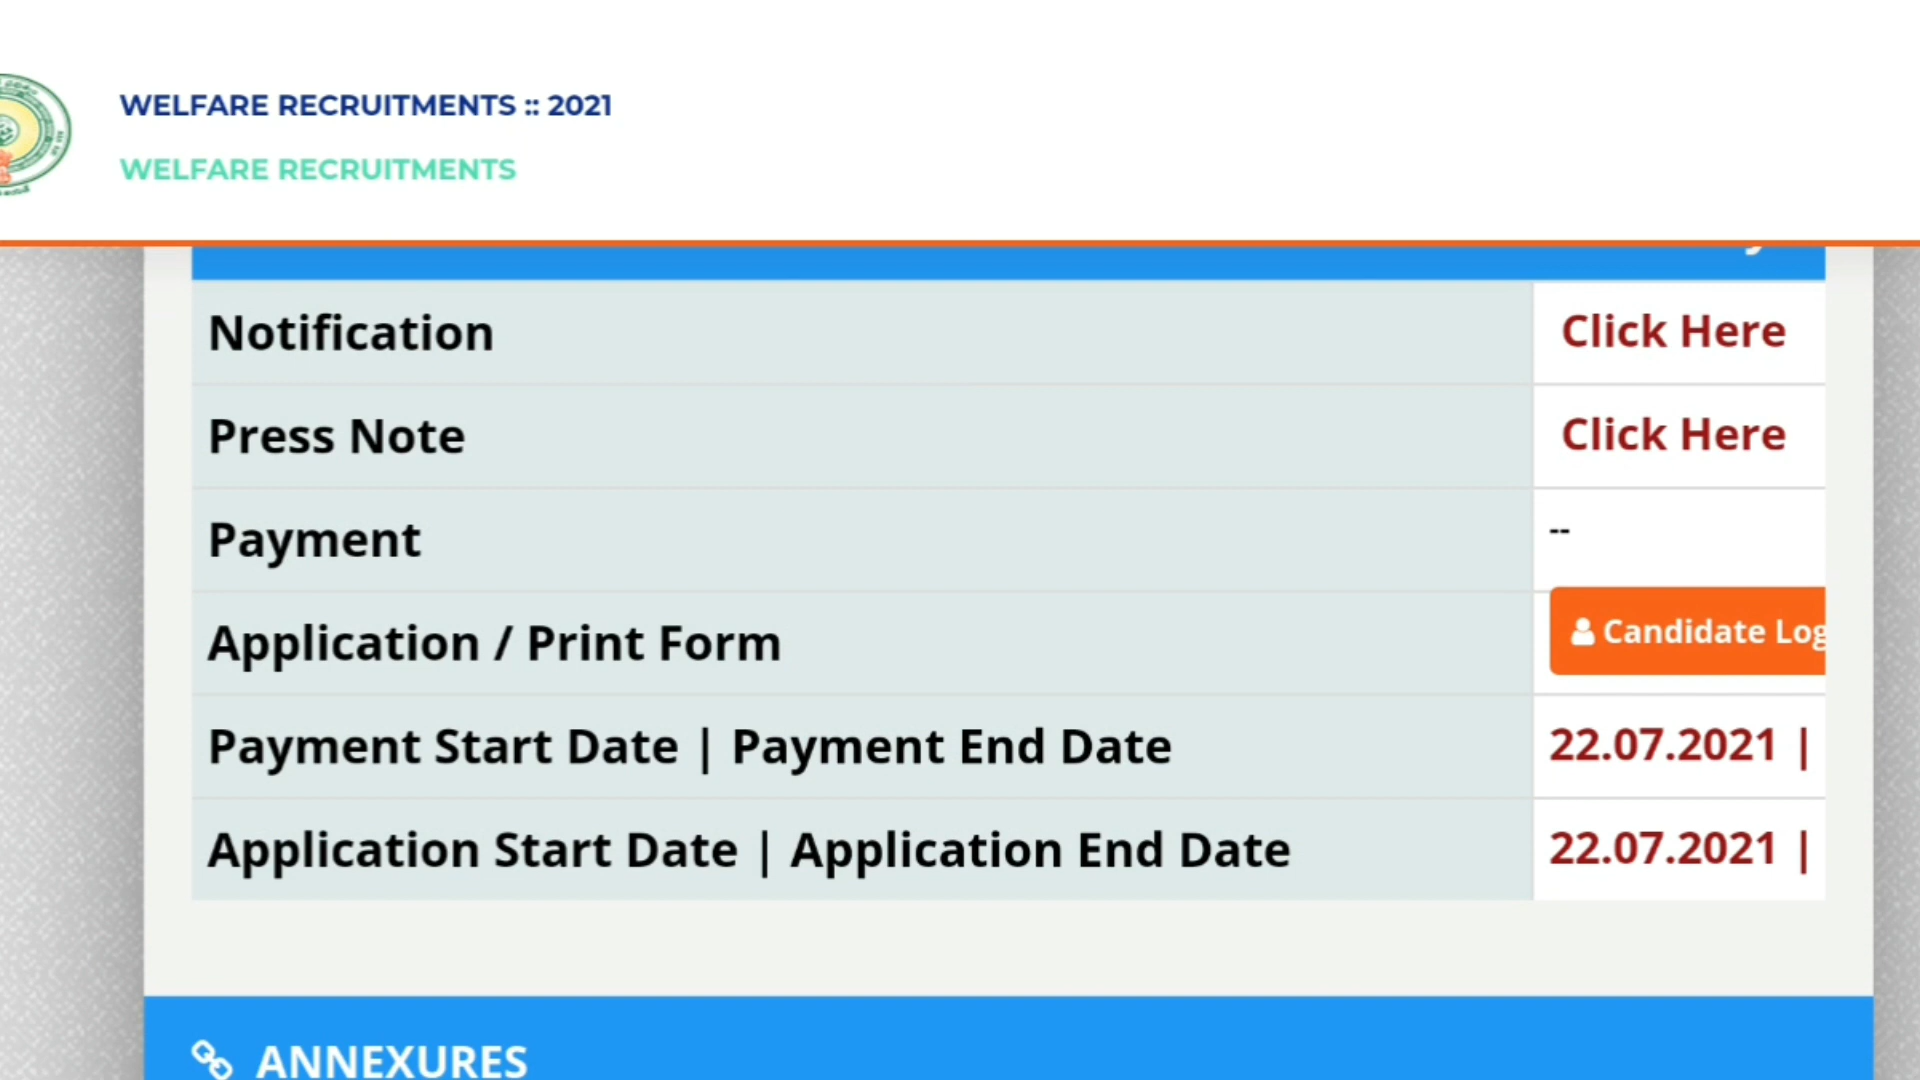 WELFARE RECRUITMENTS :: 2021
WELFARE RECRUITMENTS
Notification Click Here
Press Note Click Here
Payment --
Application / Print Form Candidate Log
Payment Start Date | Payment End Date 22.07.2021 |
Application Start Date | Application End Date 22.07.2021 |
ANNEXURES